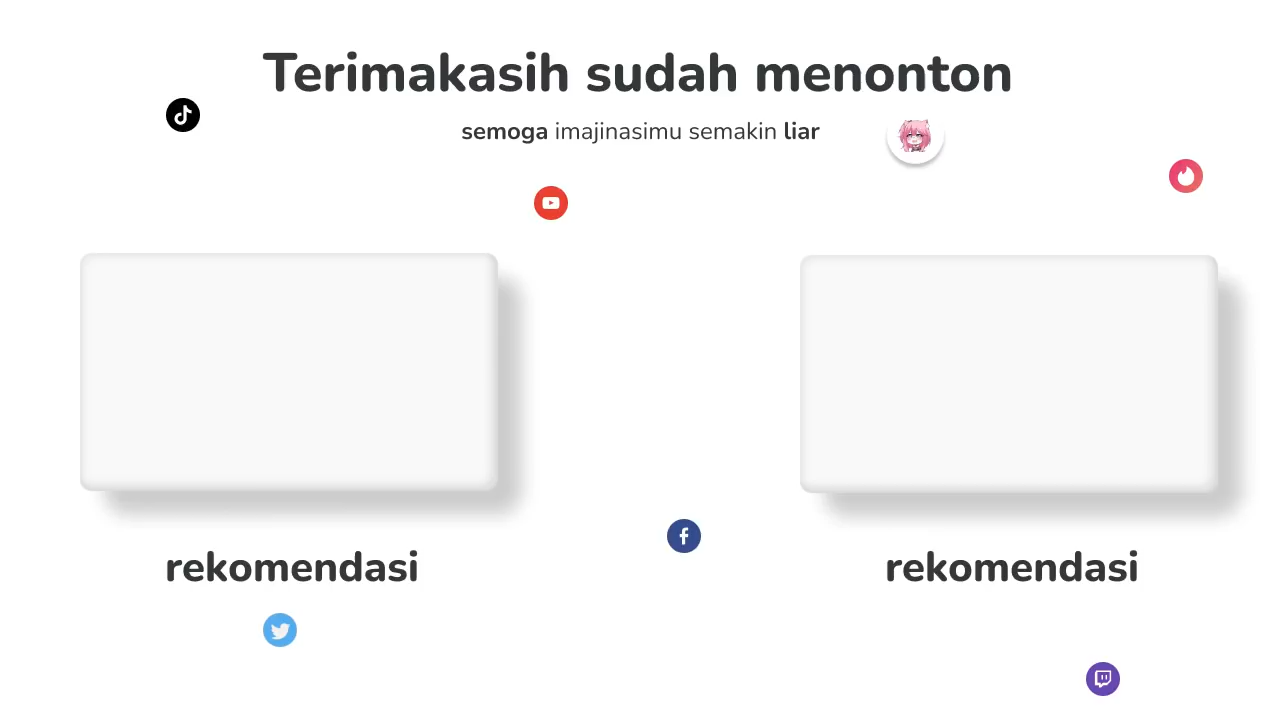 Terimakasih sudah menonton
semoga imajinasimu semakin liar
rekomendasi
rekomendasi